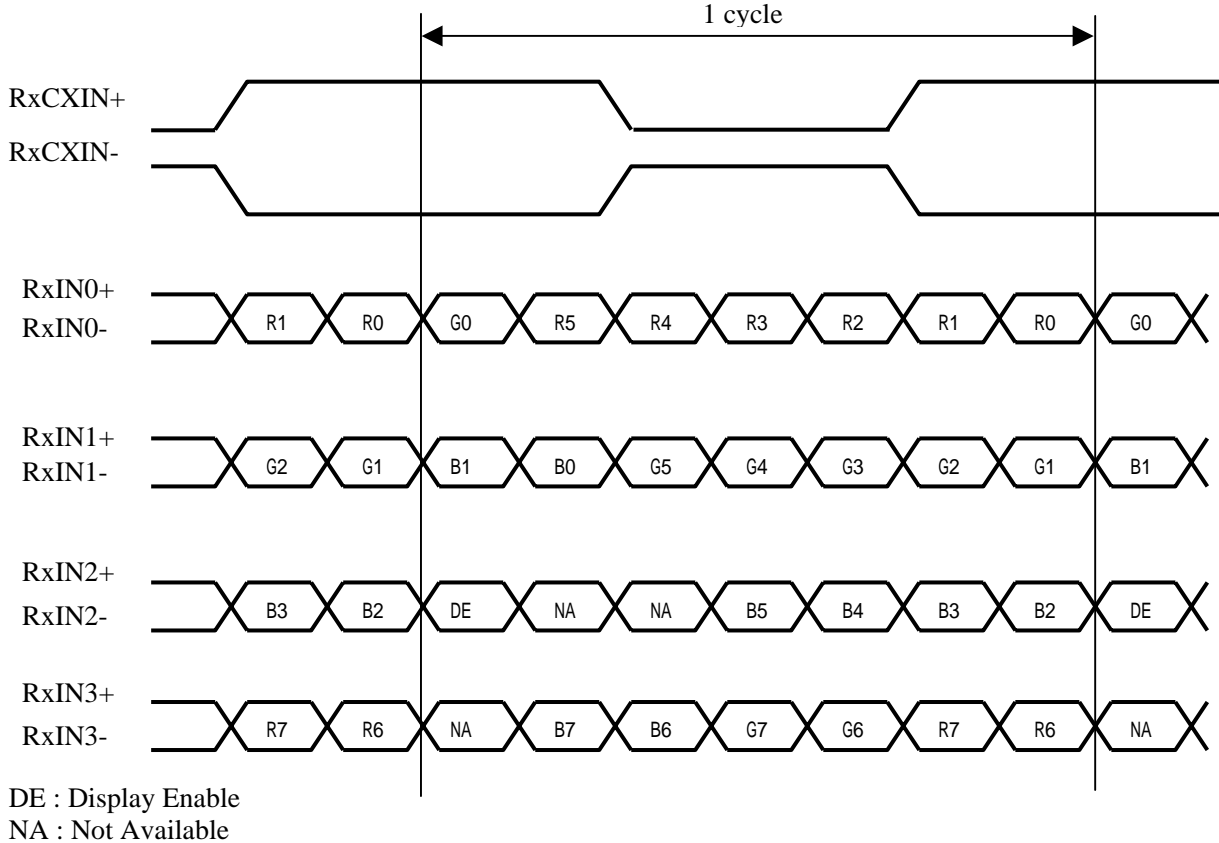 1 cycle
RxCXIN+
RxCXIN-
RxIN0+
RxIN0-
R1 R0 G0 R5 R4 R3 R2 R1 R0 G0
RxIN1+
RxIN1-
G2 G1 B1 B0 G5 G4 G3 G2 G1 B1
RxIN2+
RxIN2-
B3 B2 DE NA NA B5 B4 B3 B2 DE
RxIN3+
RxIN3-
R7 R6 NA B7 B6 G7 G6 R7 R6 NA
DE : Display Enable
NA : Not Available